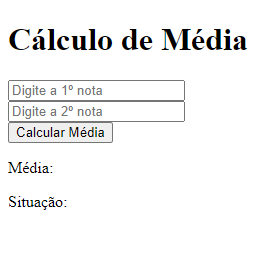 Cálculo de Média
Digite a 1º nota
Digite a 2º nota
Calcular Média
Média:
Situação: